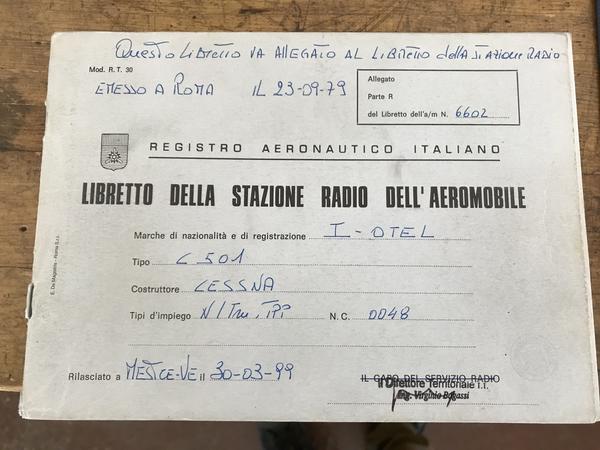 Questo Libretto va allegato al Libretto della Stazione Radio
Mod. R. T. 30
EMESSO A ROMA IL 23-09-79
Allegato
Parte R
del Libretto dell'a/m N. 6602
REGISTRO AERONAUTICO ITALIANO
LIBRETTO DELLA STAZIONE RADIO DELL'AEROMOBILE
Marche di nazionalità e di registrazione I-OTEL
Tipo C 501
Costruttore CESSNA
Tipi d'impiego N.C. 0048
Rilasciato a MESTRE-VE il 30-03-99
IL CAPO DEL SERVIZIO RADIO
Il Direttore Territoriale I.T.
Ing. Virginio Bogassi